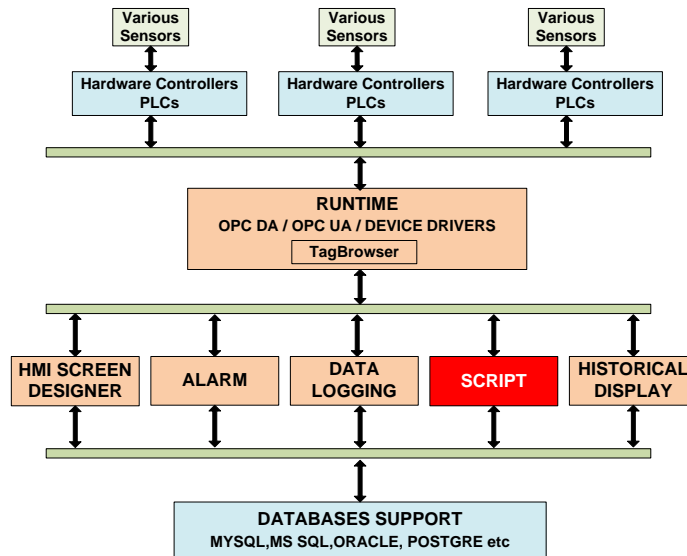 Various
Sensors
Various
Sensors
Various
Sensors
Hardware Controllers
PLCs
Hardware Controllers
PLCs
Hardware Controllers
PLCs
RUNTIME
OPC DA / OPC UA / DEVICE DRIVERS
TagBrowser
HMI SCREEN
DESIGNER
ALARM
DATA
LOGGING
SCRIPT
HISTORICAL
DISPLAY
DATABASES SUPPORT
MYSQL,MS SQL,ORACLE, POSTGRE etc